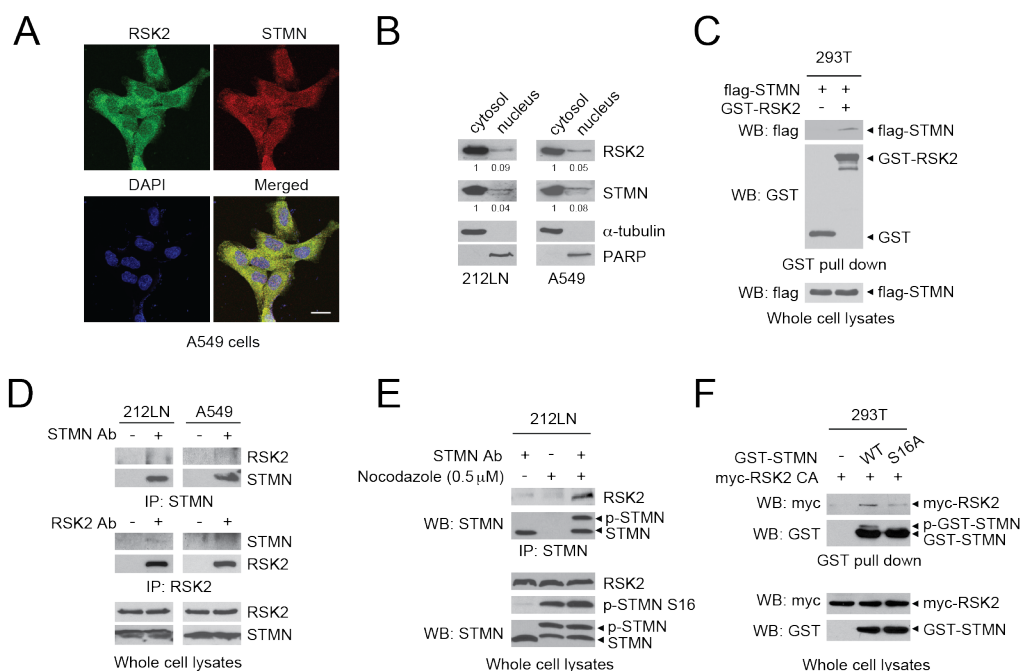 A
RSK2 STMN
DAPI Merged
A549 cells
B
cytosol nucleus cytosol nucleus
RSK2
1 0.09 1 0.05
STMN
1 0.04 1 0.08
α-tubulin
PARP
212LN A549
C
293T
flag-STMN + +
GST-RSK2 - +
WB: flag flag-STMN
GST-RSK2
WB: GST
GST
GST pull down
WB: flag flag-STMN
Whole cell lysates
D
212LN A549
STMN Ab - + - +
RSK2
STMN
IP: STMN
RSK2 Ab - + - +
STMN
RSK2
IP: RSK2
RSK2
STMN
Whole cell lysates
E
212LN
STMN Ab + - +
Nocodazole (0.5 μM) - + +
RSK2
WB: STMN p-STMN
STMN
IP: STMN
RSK2
p-STMN S16
WB: STMN p-STMN
STMN
Whole cell lysates
F
293T
GST-STMN - WT S16A
myc-RSK2 CA + + +
WB: myc myc-RSK2
WB: GST p-GST-STMN
GST-STMN
GST pull down
WB: myc myc-RSK2
WB: GST GST-STMN
Whole cell lysates